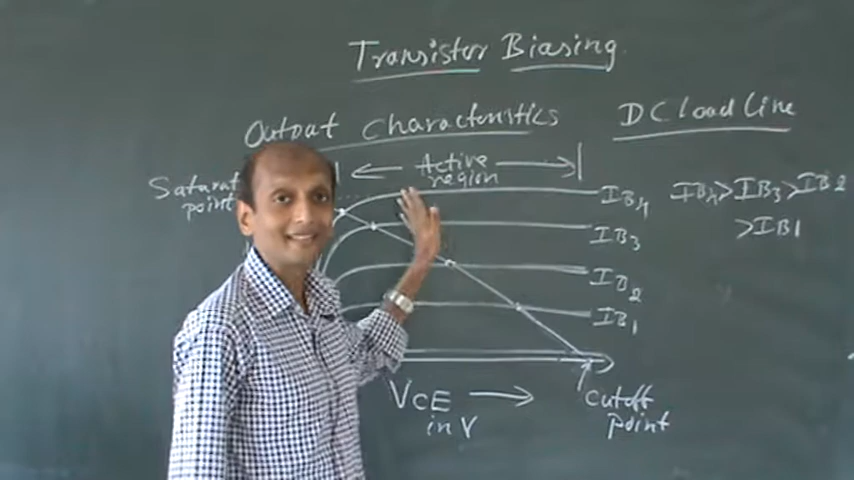 Transistor Biasing
Output Characteristics
DC Load Line
Active
region
point
IB4
IB4>IB3>IB2
>IB1
IB3
IB2
IB1
VCE
in V
Cutoff
point